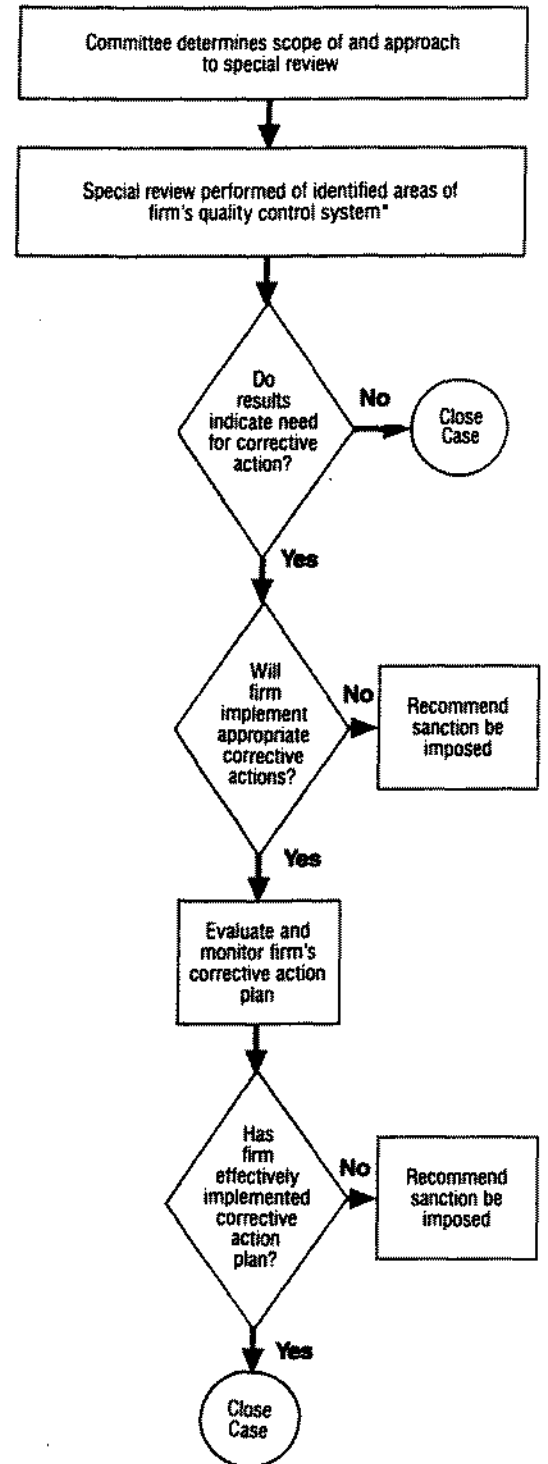 Committee determines scope of and approach
to special review
Special review performed of identified areas of
firm's quality control system*
Do
results
indicate need
for corrective
action?
No
Close
Case
Yes
Will
firm
implement
appropriate
corrective
actions?
No
Recommend
sanction be
imposed
Yes
Evaluate and
monitor firm's
corrective action
plan
Has
firm
effectively
implemented
corrective
action
plan?
No
Recommend
sanction be
imposed
Yes
Close
Case